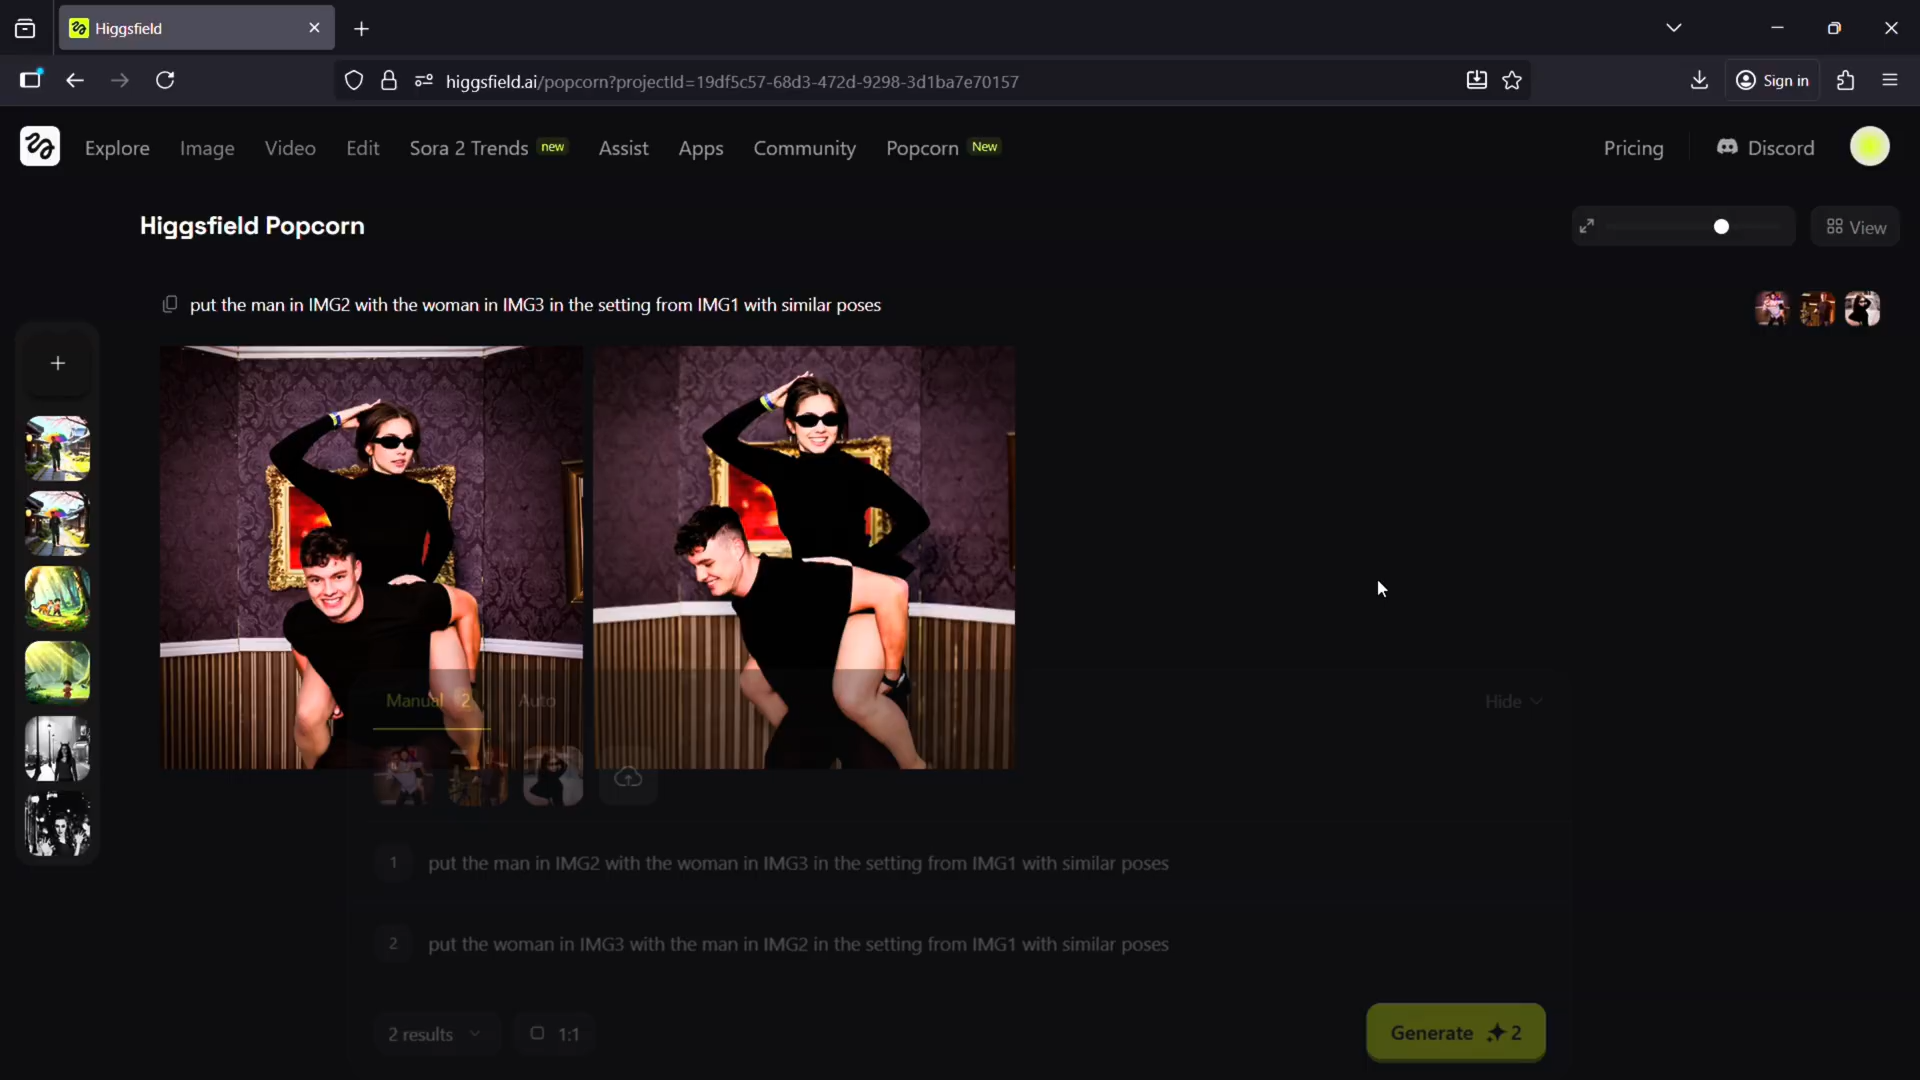 Higgsfield
higgsfield.ai/popcorn?projectId=19df5c57-68d3-472d-9298-3d1ba7e70157
Sign in
Explore Image Video Edit Sora 2 Trends new Assist Apps Community Popcorn New Pricing Discord
Higgsfield Popcorn
View
put the man in IMG2 with the woman in IMG3 in the setting from IMG1 with similar poses
Manual 2 Auto Hide
1 put the man in IMG2 with the woman in IMG3 in the setting from IMG1 with similar poses
2 put the woman in IMG3 with the man in IMG2 in the setting from IMG1 with similar poses
2 results 1:1 Generate 2